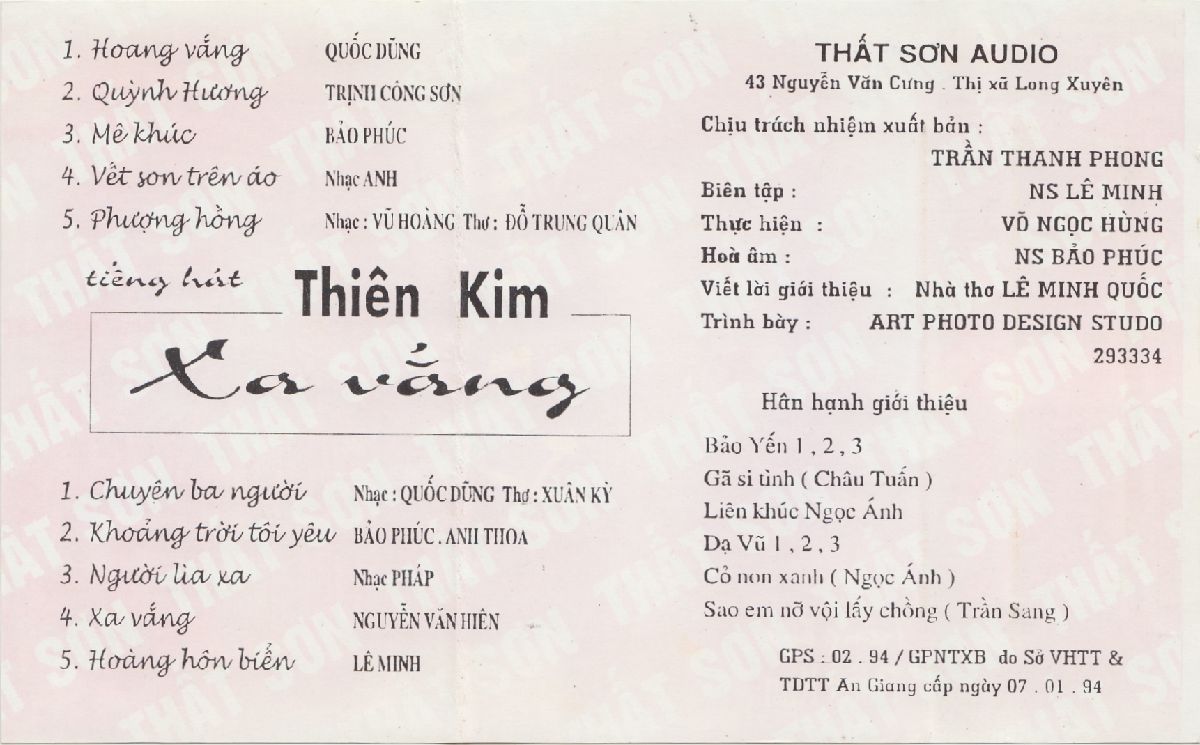 1. Hoang vắng QUỐC DŨNG
2. Quỳnh Hương TRỊNH CÔNG SƠN
3. Mê khúc BẢO PHÚC
4. Vết son trên áo Nhạc ANH
5. Phượng hồng Nhạc : VŨ HOÀNG Thơ : ĐỖ TRUNG QUÂN
tiếng hát Thiên Kim
Xa vắng
1. Chuyện ba người Nhạc : QUỐC DŨNG Thơ : XUÂN KỲ
2. Khoảng trời tôi yêu BẢO PHÚC . ANH THOA
3. Người lìa xa Nhạc PHÁP
4. Xa vắng NGUYỄN VĂN HIÊN
5. Hoàng hôn biển LÊ MINH
THẤT SƠN AUDIO
43 Nguyễn Văn Cưng . Thị xã Long Xuyên
Chịu trách nhiệm xuất bản :
TRẦN THANH PHONG
Biên tập : NS LÊ MINH
Thực hiện : VÕ NGỌC HÙNG
Hoà âm : NS BẢO PHÚC
Viết lời giới thiệu : Nhà thơ LÊ MINH QUỐC
Trình bày : ART PHOTO DESIGN STUDO
293334
Hân hạnh giới thiệu
Bảo Yến 1 , 2 , 3
Gã si tình ( Châu Tuấn )
Liên khúc Ngọc Ánh
Dạ Vũ 1 , 2 , 3
Cỏ non xanh ( Ngọc Ánh )
Sao em nỡ vội lấy chồng ( Trần Sang )
GPS : 02 . 94 / GPNTXB do Sở VHTT &
TDTT An Giang cấp ngày 07 . 01 . 94